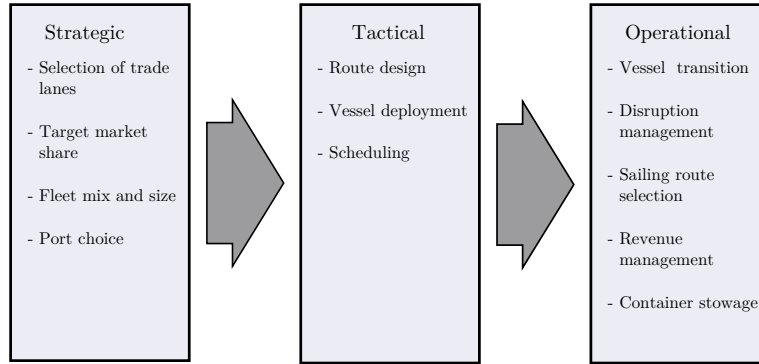 Strategic
- Selection of trade
lanes
- Target market
share
- Fleet mix and size
- Port choice
Tactical
- Route design
- Vessel deployment
- Scheduling
Operational
- Vessel transition
- Disruption
management
- Sailing route
selection
- Revenue
management
- Container stowage